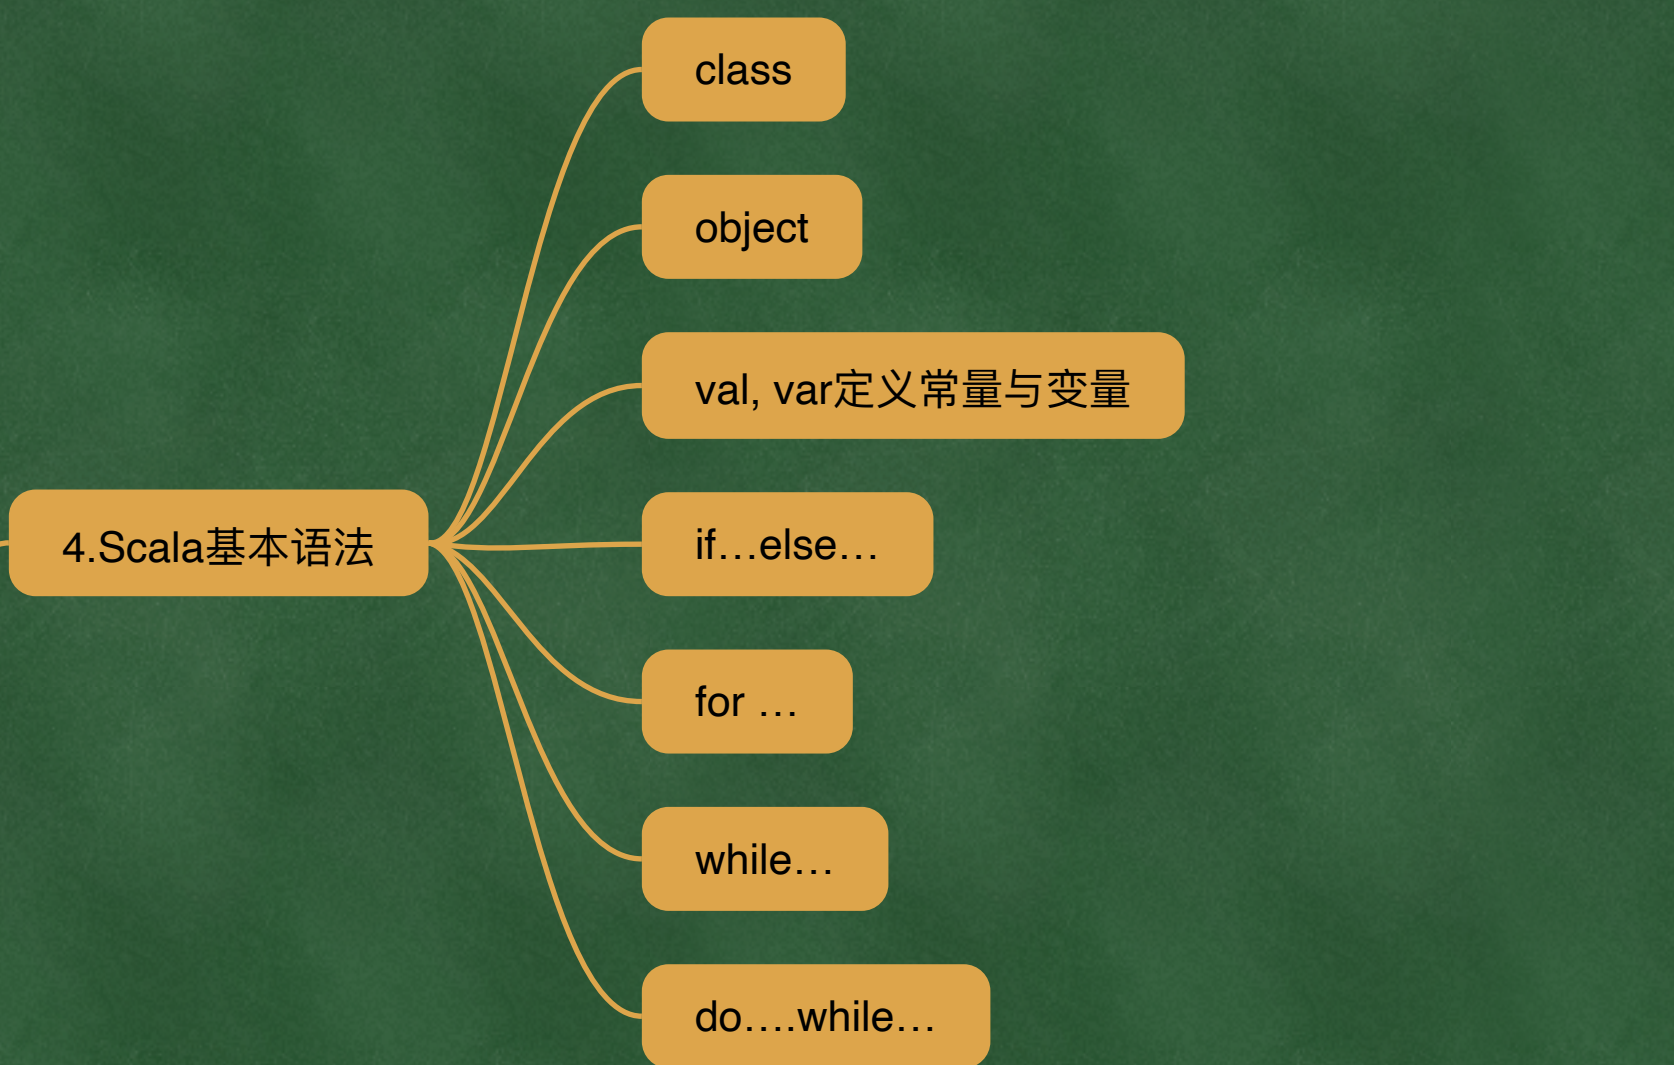 class
object
val, var定义常量与变量
4.Scala基本语法
if…else…
for …
while…
do….while…